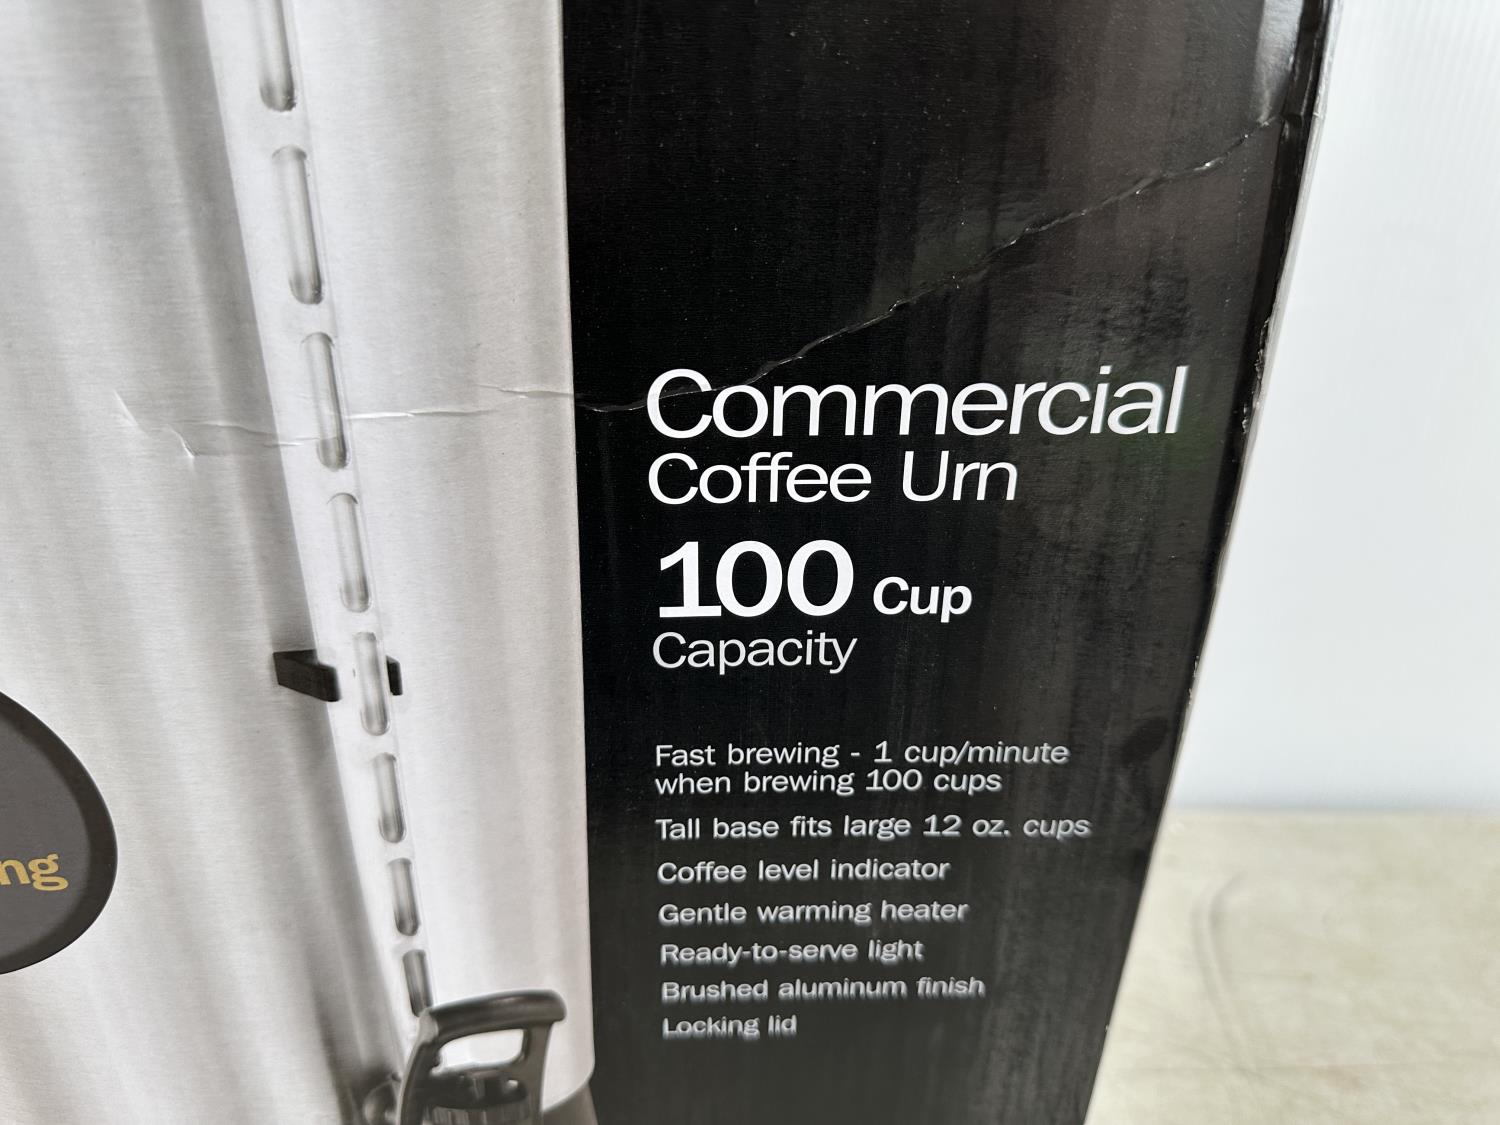 Commercial
Coffee Urn
100 Cup
Capacity
Fast brewing - 1 cup/minute
when brewing 100 cups
Tall base fits large 12 oz. cups
Coffee level indicator
Gentle warming heater
Ready-to-serve light
Brushed aluminum finish
Locking lid